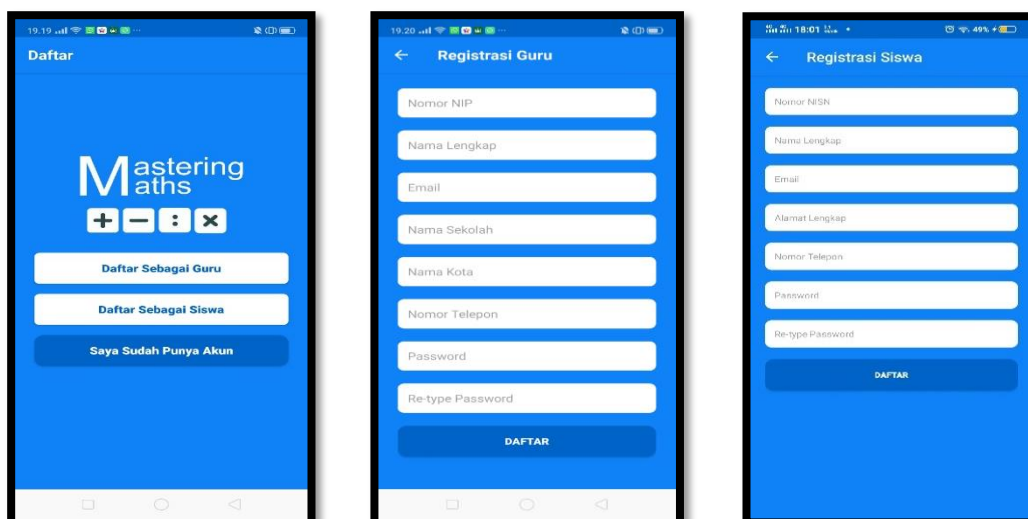 19.19
Daftar
Mastering
Maths
+ − : ×
Daftar Sebagai Guru
Daftar Sebagai Siswa
Saya Sudah Punya Akun
19.20
Registrasi Guru
Nomor NIP
Nama Lengkap
Email
Nama Sekolah
Nama Kota
Nomor Telepon
Password
Re-type Password
DAFTAR
18:01
49%
Registrasi Siswa
Nomor NISN
Nama Lengkap
Email
Alamat Lengkap
Nomor Telepon
Password
Re-type Password
DAFTAR